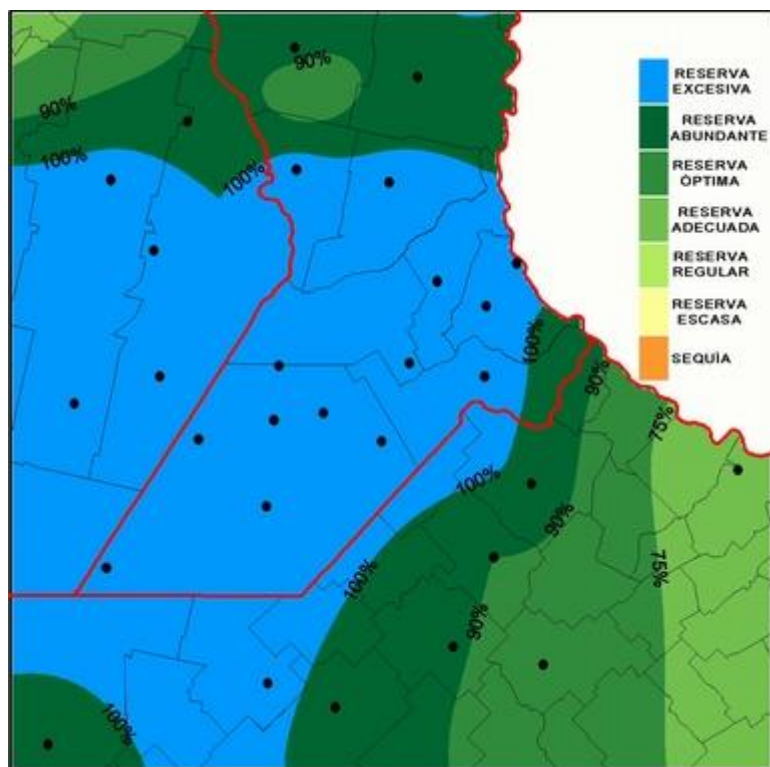 90%
90%
RESERVA
EXCESIVA
RESERVA
ABUNDANTE
100%
100%
RESERVA
ÓPTIMA
RESERVA
ADECUADA
RESERVA
REGULAR
RESERVA
ESCASA
SEQUÌA
100%
90%
75%
100%
90%
75%
100%
90%
100%